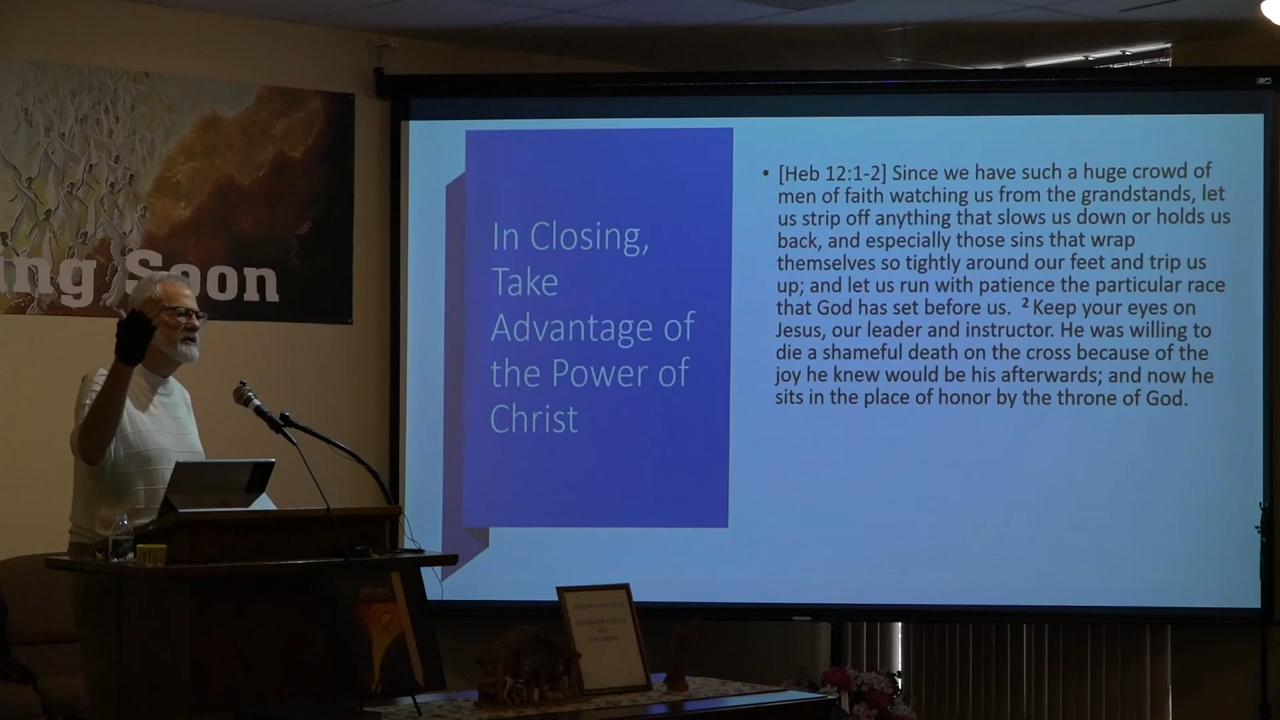 ng Soon
In Closing,
Take
Advantage of
the Power of
Christ
• [Heb 12:1-2] Since we have such a huge crowd of
men of faith watching us from the grandstands, let
us strip off anything that slows us down or holds us
back, and especially those sins that wrap
themselves so tightly around our feet and trip us
up; and let us run with patience the particular race
that God has set before us. ² Keep your eyes on
Jesus, our leader and instructor. He was willing to
die a shameful death on the cross because of the
joy he knew would be his afterwards; and now he
sits in the place of honor by the throne of God.